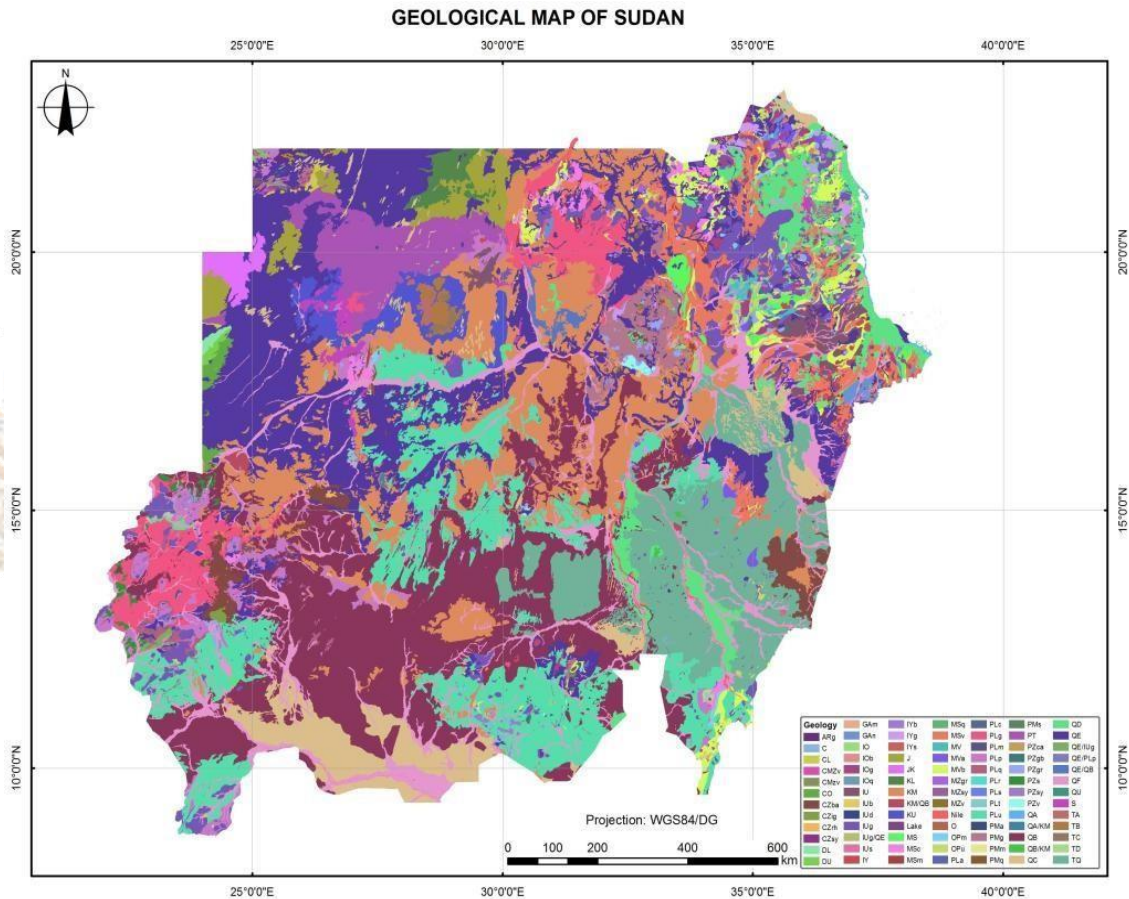 GEOLOGICAL MAP OF SUDAN
25°0'0"E 30°0'0"E 35°0'0"E 40°0'0"E
N
20°0'0"N 20°0'0"N
15°0'0"N 15°0'0"N
10°0'0"N 10°0'0"N
Projection: WGS84/DG
0 70 140 200 400 600
km
25°0'0"E 30°0'0"E 35°0'0"E 40°0'0"E
Geology GAm IYb MSq PLc PMs QD
ARg GAn IYg MSv PLg PT QE
C IO IYs MV PLm PZca QE/IUg
CL IOb J MVa PLp PZgb QE/PLp
CMZv IOg JK MVb PLq PZgr QE/QB
CMzv IOq KL MZgr PLr PZs QF
CO IU KM MZsy PLs PZsy QU
CZba IUb KM/QB MZv PLt PZv S
CZig IUd KU Nile PLu QA TA
CZrh IUg Lake O PMa QA/KM TB
CZsy IUg/QE MS OPm PMg QB TC
DL IUs MSc OPu PMm QB/KM TD
DU IY MSm PLa PMq QC TQ